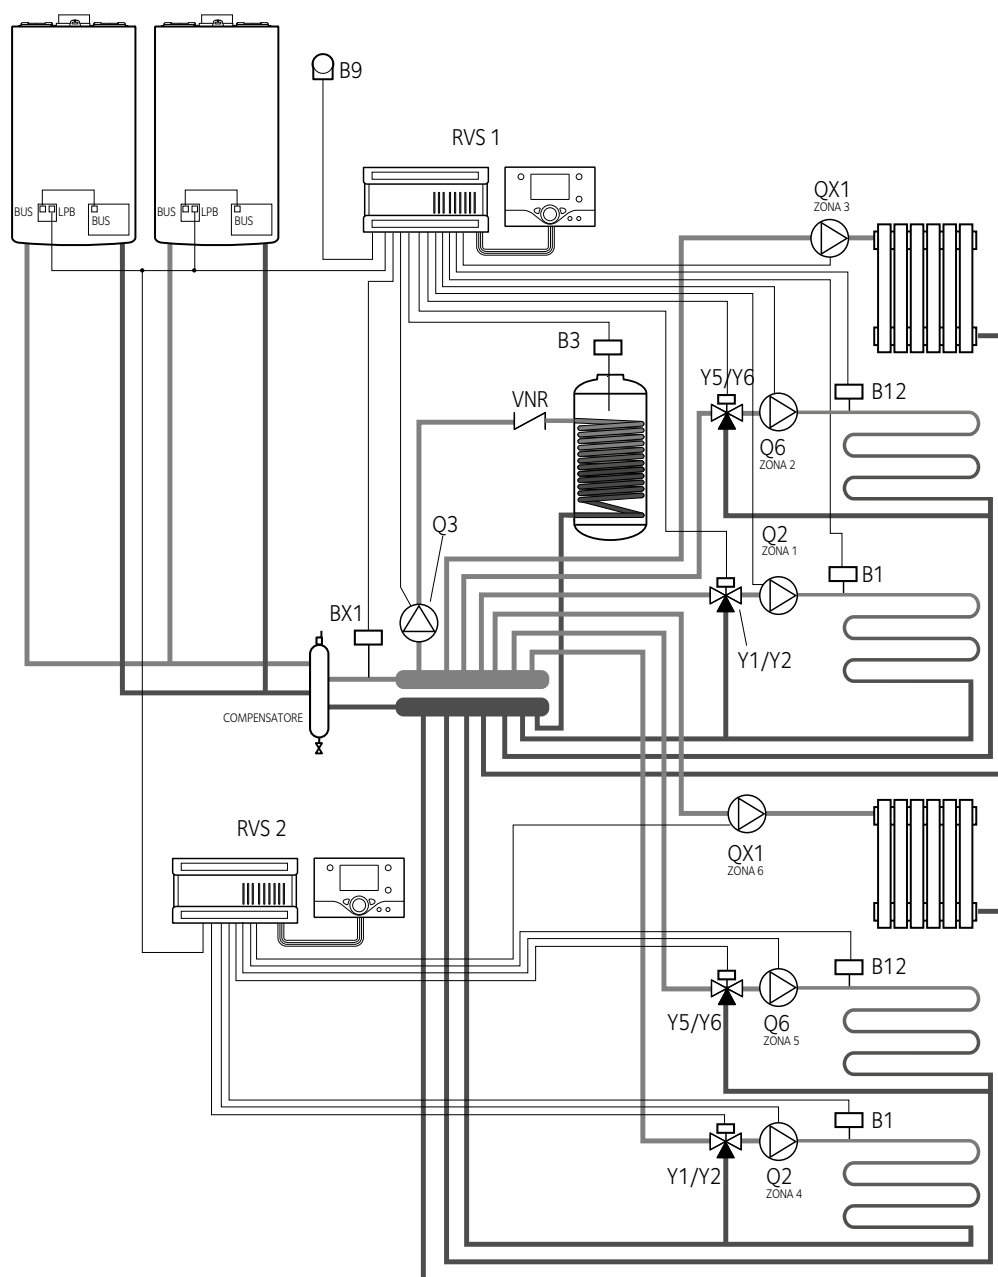 B9
RVS 1
QX1
ZONA 3
BUS
LPB
BUS
BUS
LPB
BUS
B3
Y5/Y6
B12
VNR
Q6
ZONA 2
Q3
Q2
ZONA 1
B1
BX1
Y1/Y2
COMPENSATORE
RVS 2
QX1
ZONA 6
B12
Y5/Y6
Q6
ZONA 5
B1
Y1/Y2
Q2
ZONA 4